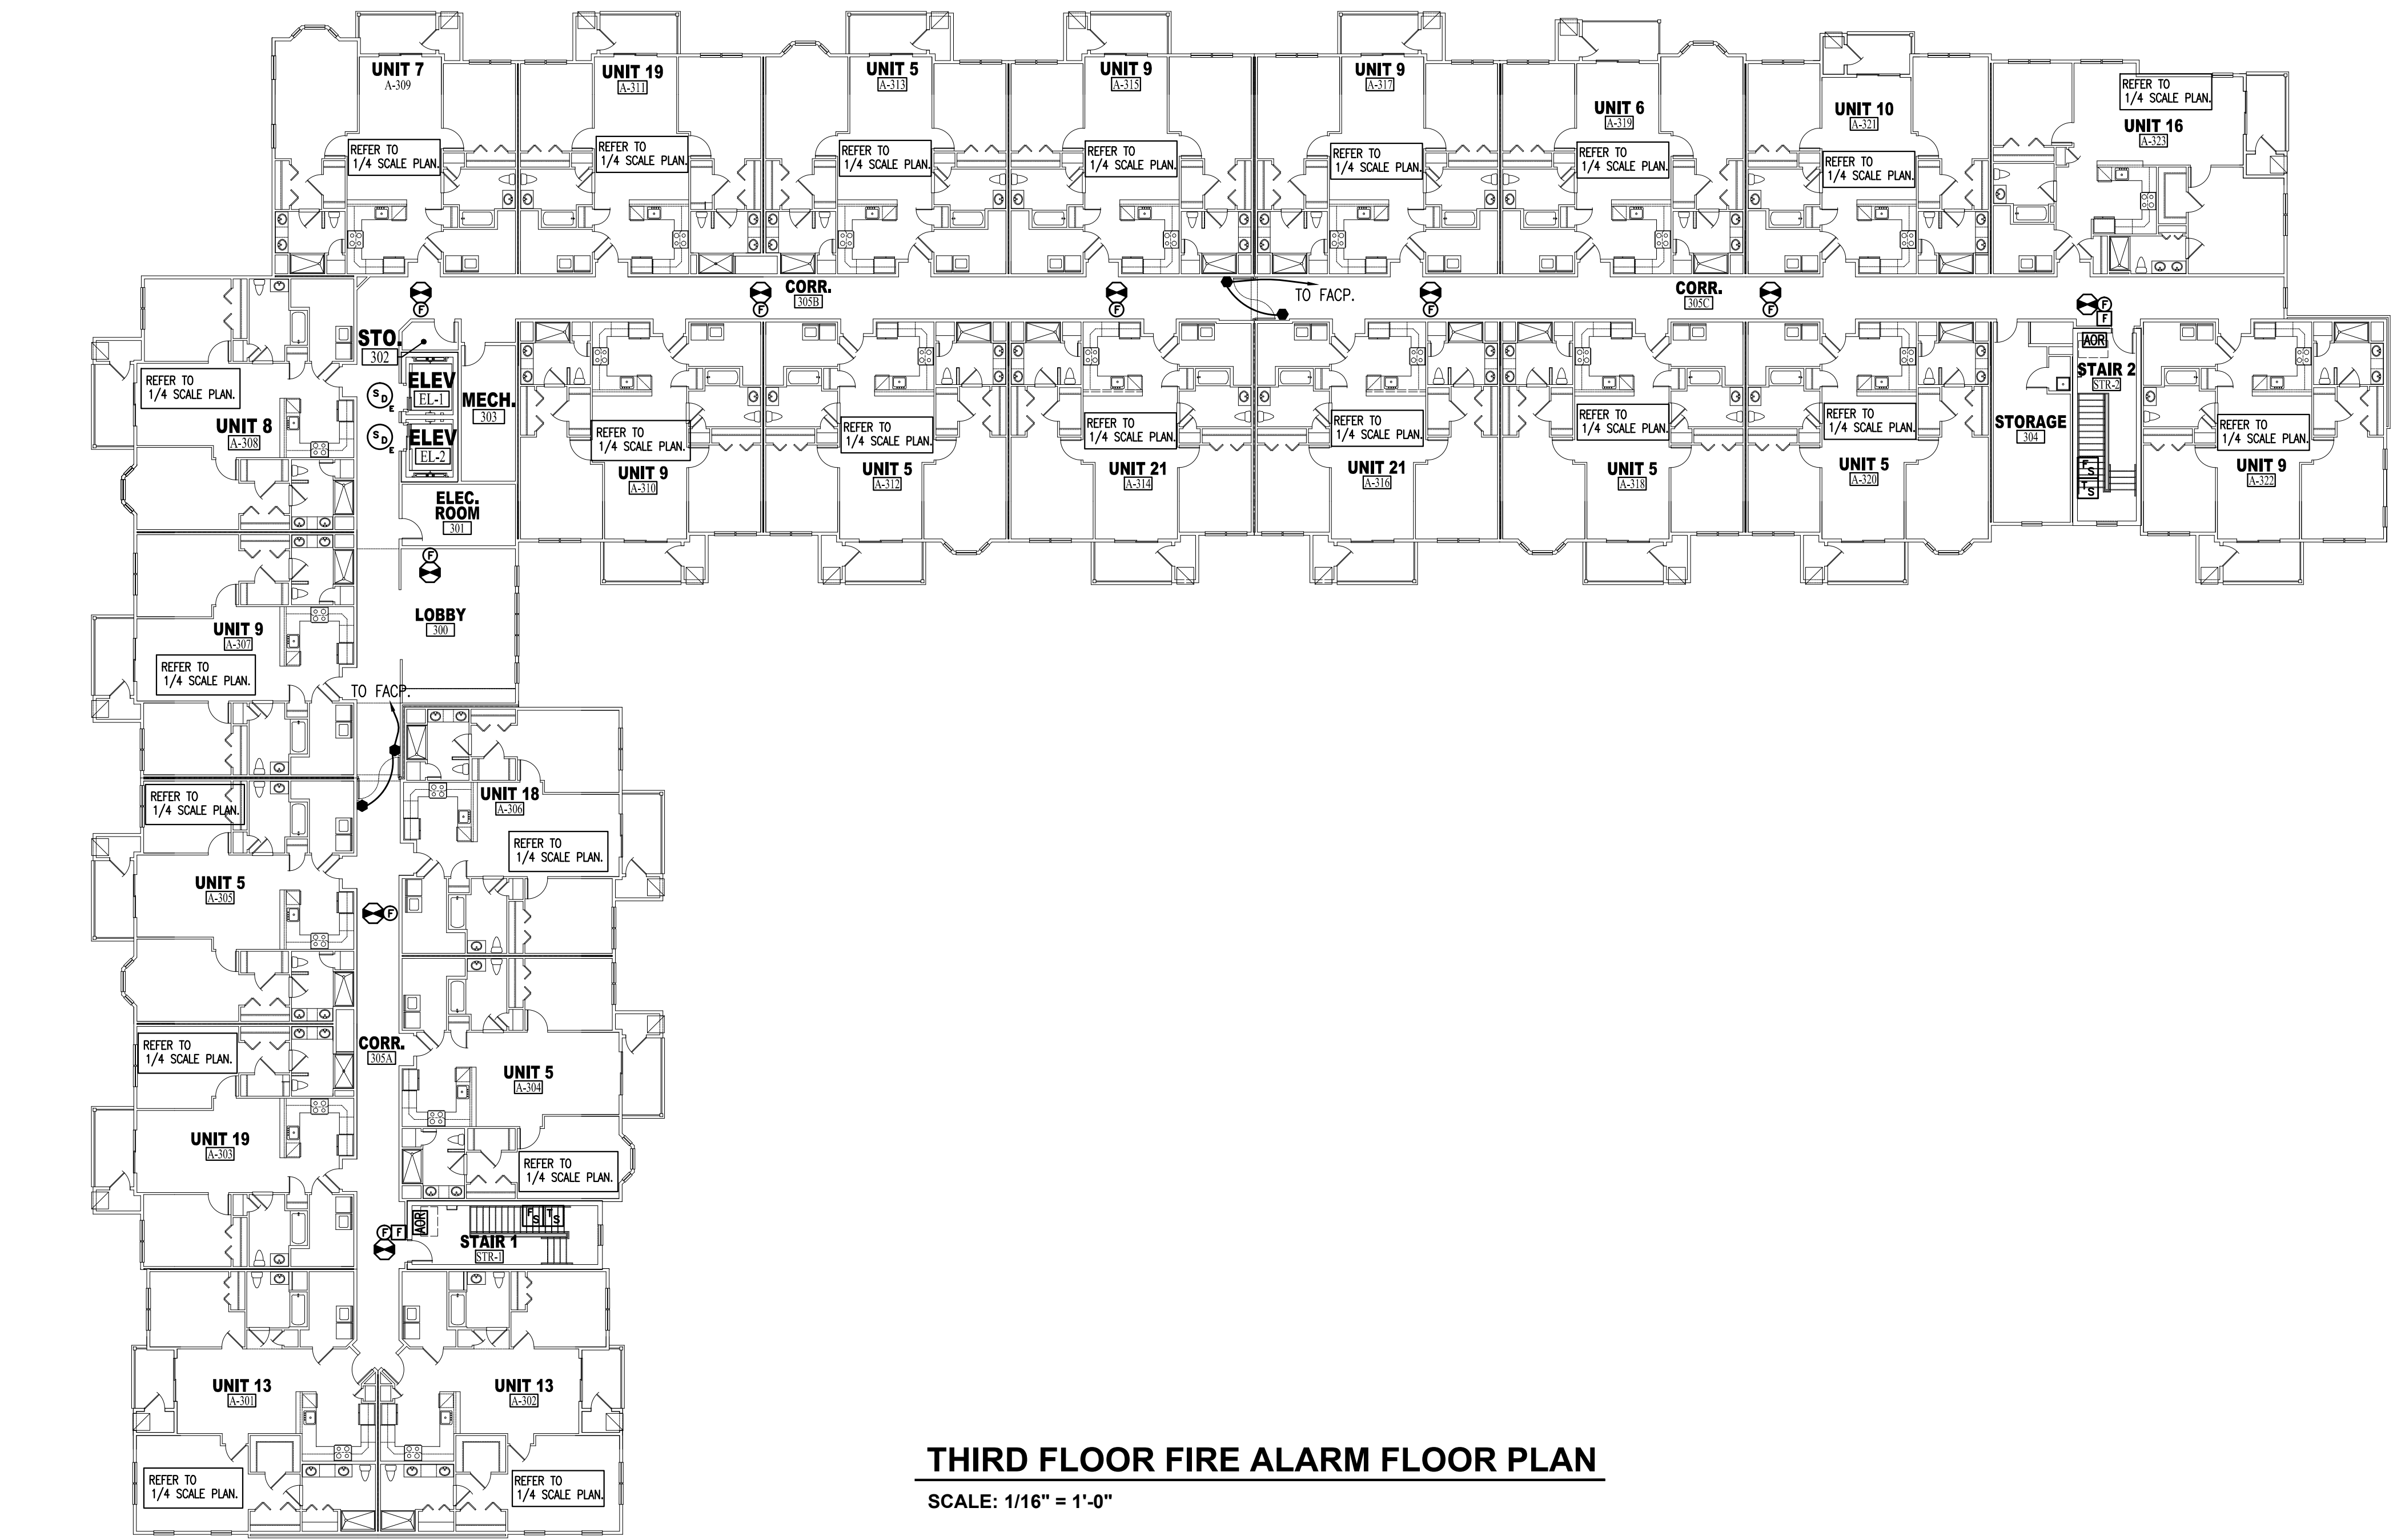 UNIT 7
A-309
REFER TO
1/4 SCALE PLAN.
UNIT 19
A-311
REFER TO
1/4 SCALE PLAN.
UNIT 5
A-313
REFER TO
1/4 SCALE PLAN.
UNIT 9
A-315
REFER TO
1/4 SCALE PLAN.
UNIT 9
A-317
REFER TO
1/4 SCALE PLAN.
UNIT 6
A-319
REFER TO
1/4 SCALE PLAN.
UNIT 10
A-321
REFER TO
1/4 SCALE PLAN.
REFER TO
1/4 SCALE PLAN.
UNIT 16
A-323
F
CORR.
305B
F
F
TO FACP.
F
CORR.
305C
F
F
F
STO.
302
ELEV
EL-1
S
D
E
MECH.
303
ELEV
EL-2
S
D
E
ELEC.
ROOM
301
REFER TO
1/4 SCALE PLAN.
UNIT 8
A-308
REFER TO
1/4 SCALE PLAN.
UNIT 9
A-310
REFER TO
1/4 SCALE PLAN.
UNIT 5
A-312
REFER TO
1/4 SCALE PLAN.
UNIT 21
A-314
REFER TO
1/4 SCALE PLAN.
UNIT 21
A-316
REFER TO
1/4 SCALE PLAN.
UNIT 5
A-318
REFER TO
1/4 SCALE PLAN.
UNIT 5
A-320
STORAGE
304
AOR
STAIR 2
STR-2
F
S
T
S
REFER TO
1/4 SCALE PLAN.
UNIT 9
A-322
F
LOBBY
300
UNIT 9
A-307
REFER TO
1/4 SCALE PLAN.
TO FACP.
REFER TO
1/4 SCALE PLAN.
UNIT 18
A-306
REFER TO
1/4 SCALE PLAN.
UNIT 5
A-305
F
CORR.
305A
REFER TO
1/4 SCALE PLAN.
UNIT 5
A-304
REFER TO
1/4 SCALE PLAN.
UNIT 19
A-303
F
F
AOR
F
S
T
S
STAIR 1
STR-1
UNIT 13
A-301
UNIT 13
A-302
REFER TO
1/4 SCALE PLAN.
REFER TO
1/4 SCALE PLAN.
THIRD FLOOR FIRE ALARM FLOOR PLAN
SCALE: 1/16" = 1'-0"